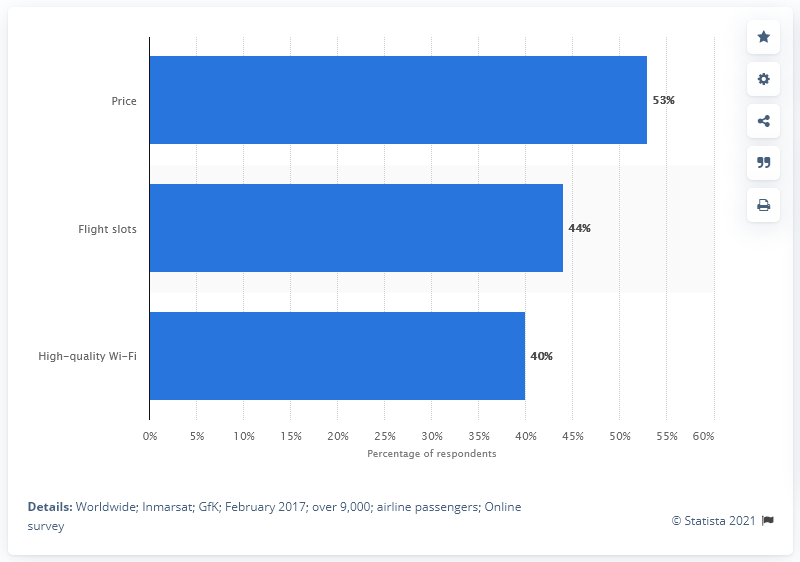 Price
53%
Flight slots
44%
High-quality Wi-Fi
40%
0% 5% 10% 15% 20% 25% 30% 35% 40% 45% 50% 55% 60%
Percentage of respondents
Details: Worldwide; Inmarsat; GfK; February 2017; over 9,000; airline passengers; Online
survey
© Statista 2021